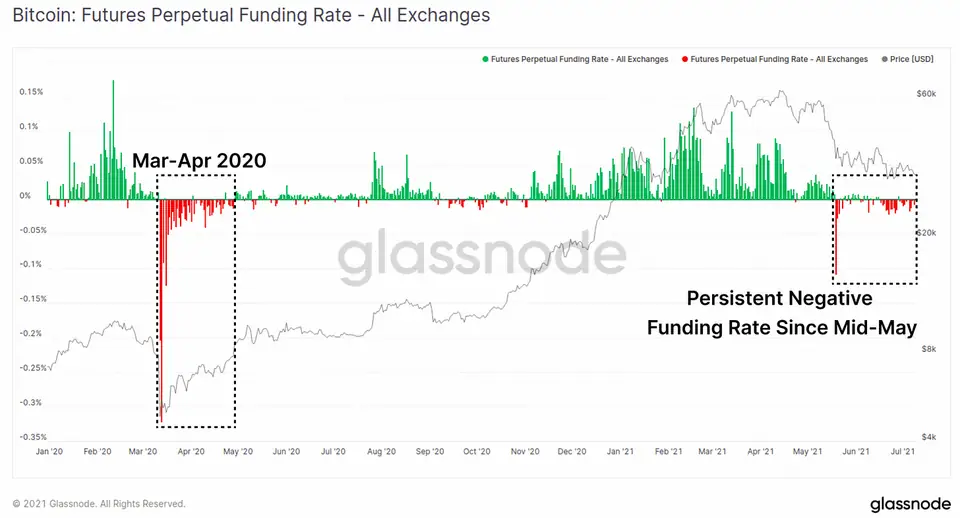 Bitcoin: Futures Perpetual Funding Rate - All Exchanges
Futures Perpetual Funding Rate - All Exchanges
Futures Perpetual Funding Rate - All Exchanges
Price [USD]
0.15%
0.1%
0.05%
0%
-0.05%
-0.1%
-0.15%
-0.2%
-0.25%
-0.3%
-0.35%
$60k
$20k
$8k
$4k
Mar-Apr 2020
glassnode
Persistent Negative
Funding Rate Since Mid-May
Jan '20
Feb '20
Mar '20
Apr '20
May '20
Jun '20
Jul '20
Aug '20
Sep '20
Oct '20
Nov '20
Dec '20
Jan '21
Feb '21
Mar '21
Apr '21
May '21
Jun '21
Jul '21
© 2021 Glassnode. All Rights Reserved.
glassnode